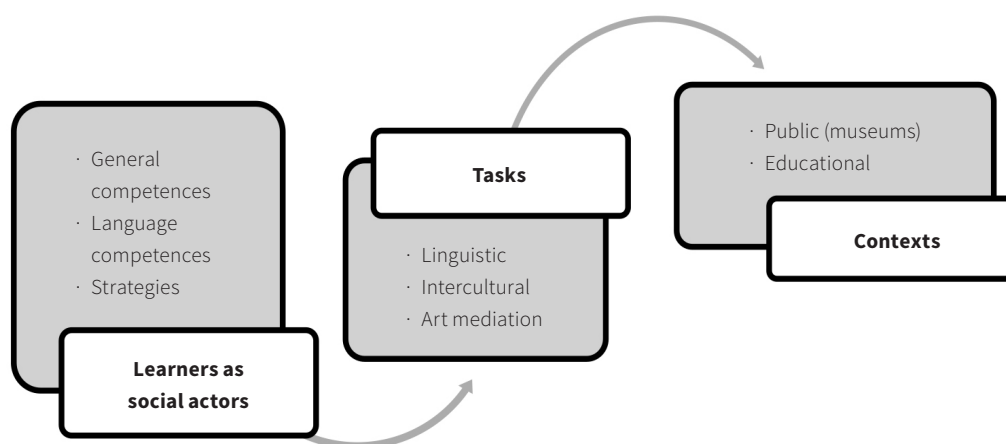 · General
competences
· Language
competences
· Strategies
Learners as
social actors
Tasks
· Linguistic
· Intercultural
· Art mediation
· Public (museums)
· Educational
Contexts